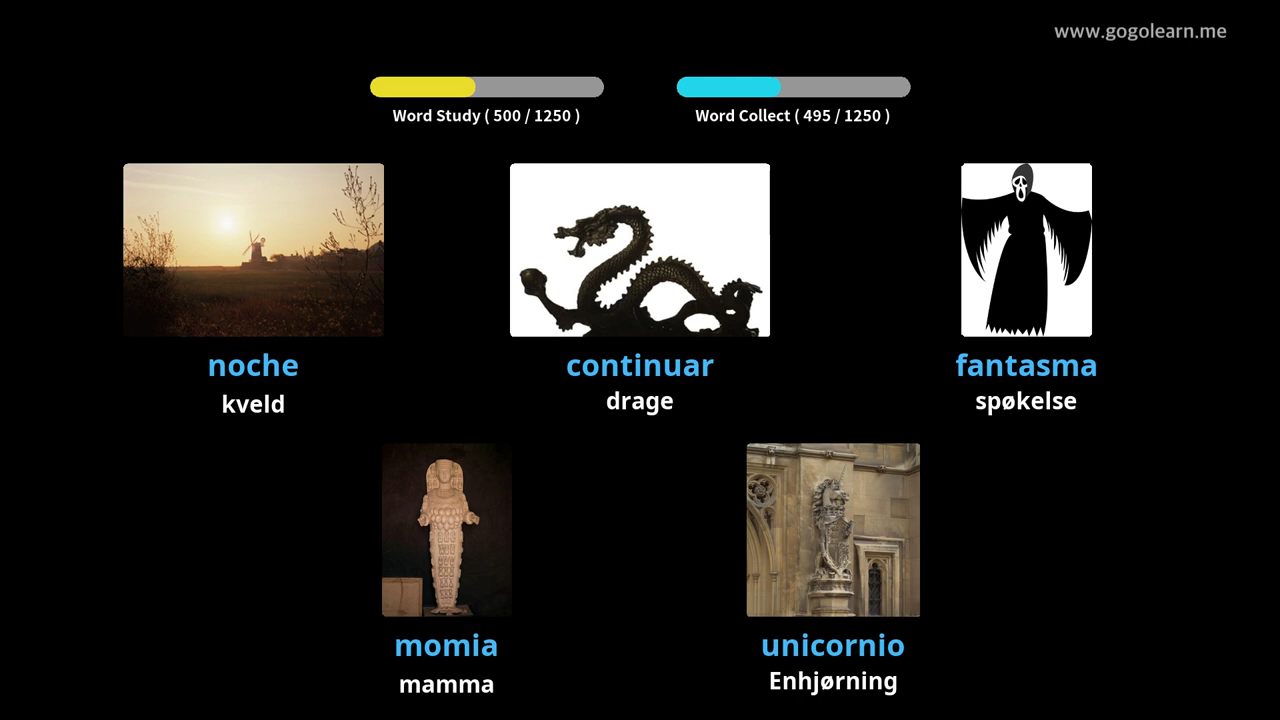 www.gogolearn.me
Word Study ( 500 / 1250 )
Word Collect ( 495 / 1250 )
noche
kveld
continuar
drage
fantasma
spøkelse
momia
mamma
unicornio
Enhjørning